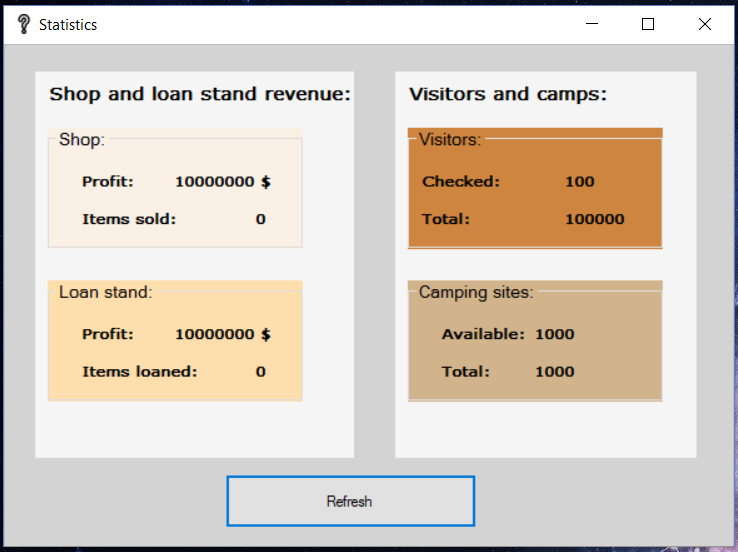 Statistics
Shop and loan stand revenue:
Shop:
Profit: 10000000 $
Items sold: 0
Loan stand:
Profit: 10000000 $
Items loaned: 0
Visitors and camps:
Visitors:
Checked: 100
Total: 100000
Camping sites:
Available: 1000
Total: 1000
Refresh